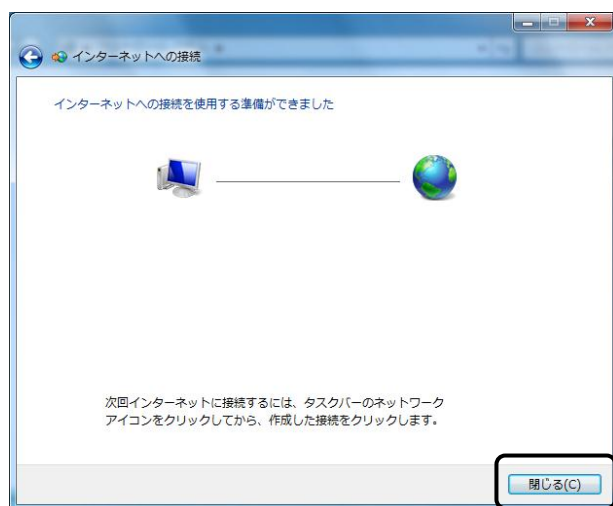 インターネットへの接続
インターネットへの接続を使用する準備ができました
次回インターネットに接続するには、タスクバーのネットワーク
アイコンをクリックしてから、作成した接続をクリックします。
閉じる(C)